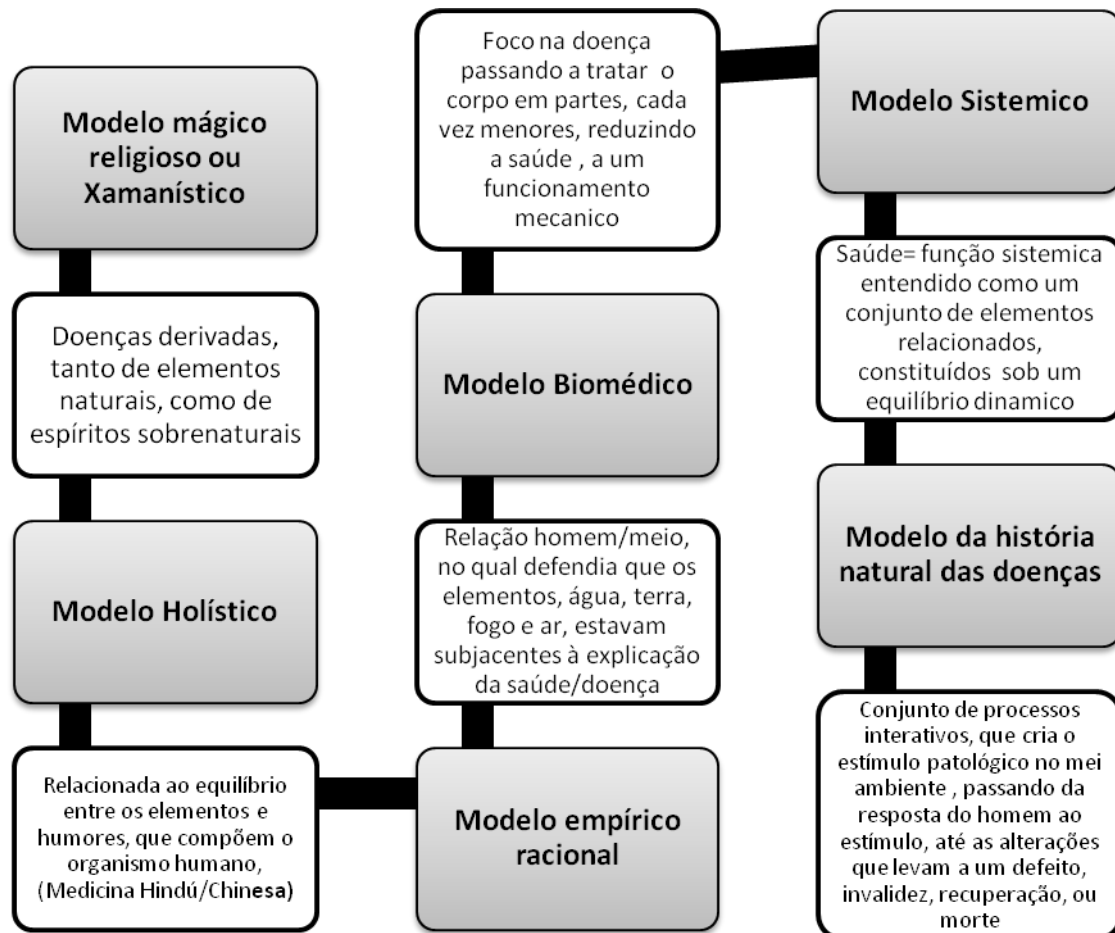 Modelo mágico
religioso ou
Xamanístico
Doenças derivadas,
tanto de elementos
naturais, como de
espíritos sobrenaturais
Modelo Holístico
Relacionada ao equilíbrio
entre os elementos e
humores, que compõem o
organismo humano,
(Medicina Hindú/Chinesa)
Modelo empírico
racional
Relação homem/meio,
no qual defendia que os
elementos, água, terra,
fogo e ar, estavam
subjacentes à explicação
da saúde/doença
Modelo Biomédico
Foco na doença
passando a tratar o
corpo em partes, cada
vez menores, reduzindo
a saúde , a um
funcionamento
mecanico
Modelo Sistemico
Saúde= função sistemica
entendido como um
conjunto de elementos
relacionados,
constituídos sob um
equilíbrio dinamico
Modelo da história
natural das doenças
Conjunto de processos
interativos, que cria o
estímulo patológico no mei
ambiente , passando da
resposta do homem ao
estímulo, até as alterações
que levam a um defeito,
invalidez, recuperação, ou
morte